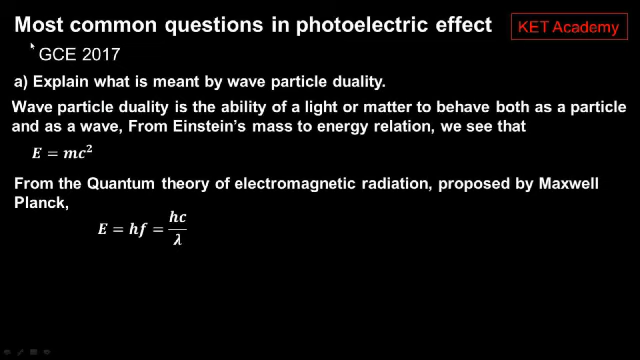 Most common questions in photoelectric effect
KET Academy
GCE 2017
a) Explain what is meant by wave particle duality.
Wave particle duality is the ability of a light or matter to behave both as a particle
and as a wave, From Einstein's mass to energy relation, we see that
E = mc²
From the Quantum theory of electromagnetic radiation, proposed by Maxwell
Planck,
E = hf = hc/λ